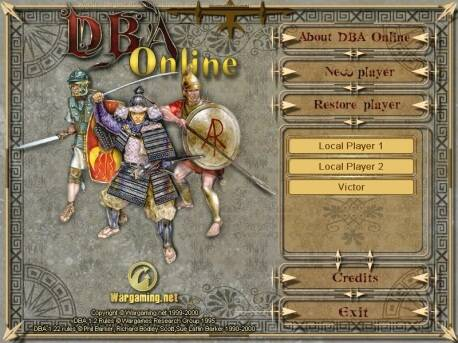 DBA
Online
About DBA Online
New player
Restore player
Local Player 1
Local Player 2
Victor
Credits
Exit
Wargaming.net
Copyright © Wargaming.net.1999-2000
DBA 1.2 Rules © Wargames Research Group 1995
DBA 1.22 rules © Phil Barker, Richard Bodley Scott,Sue Laflin Barker 1990-2000